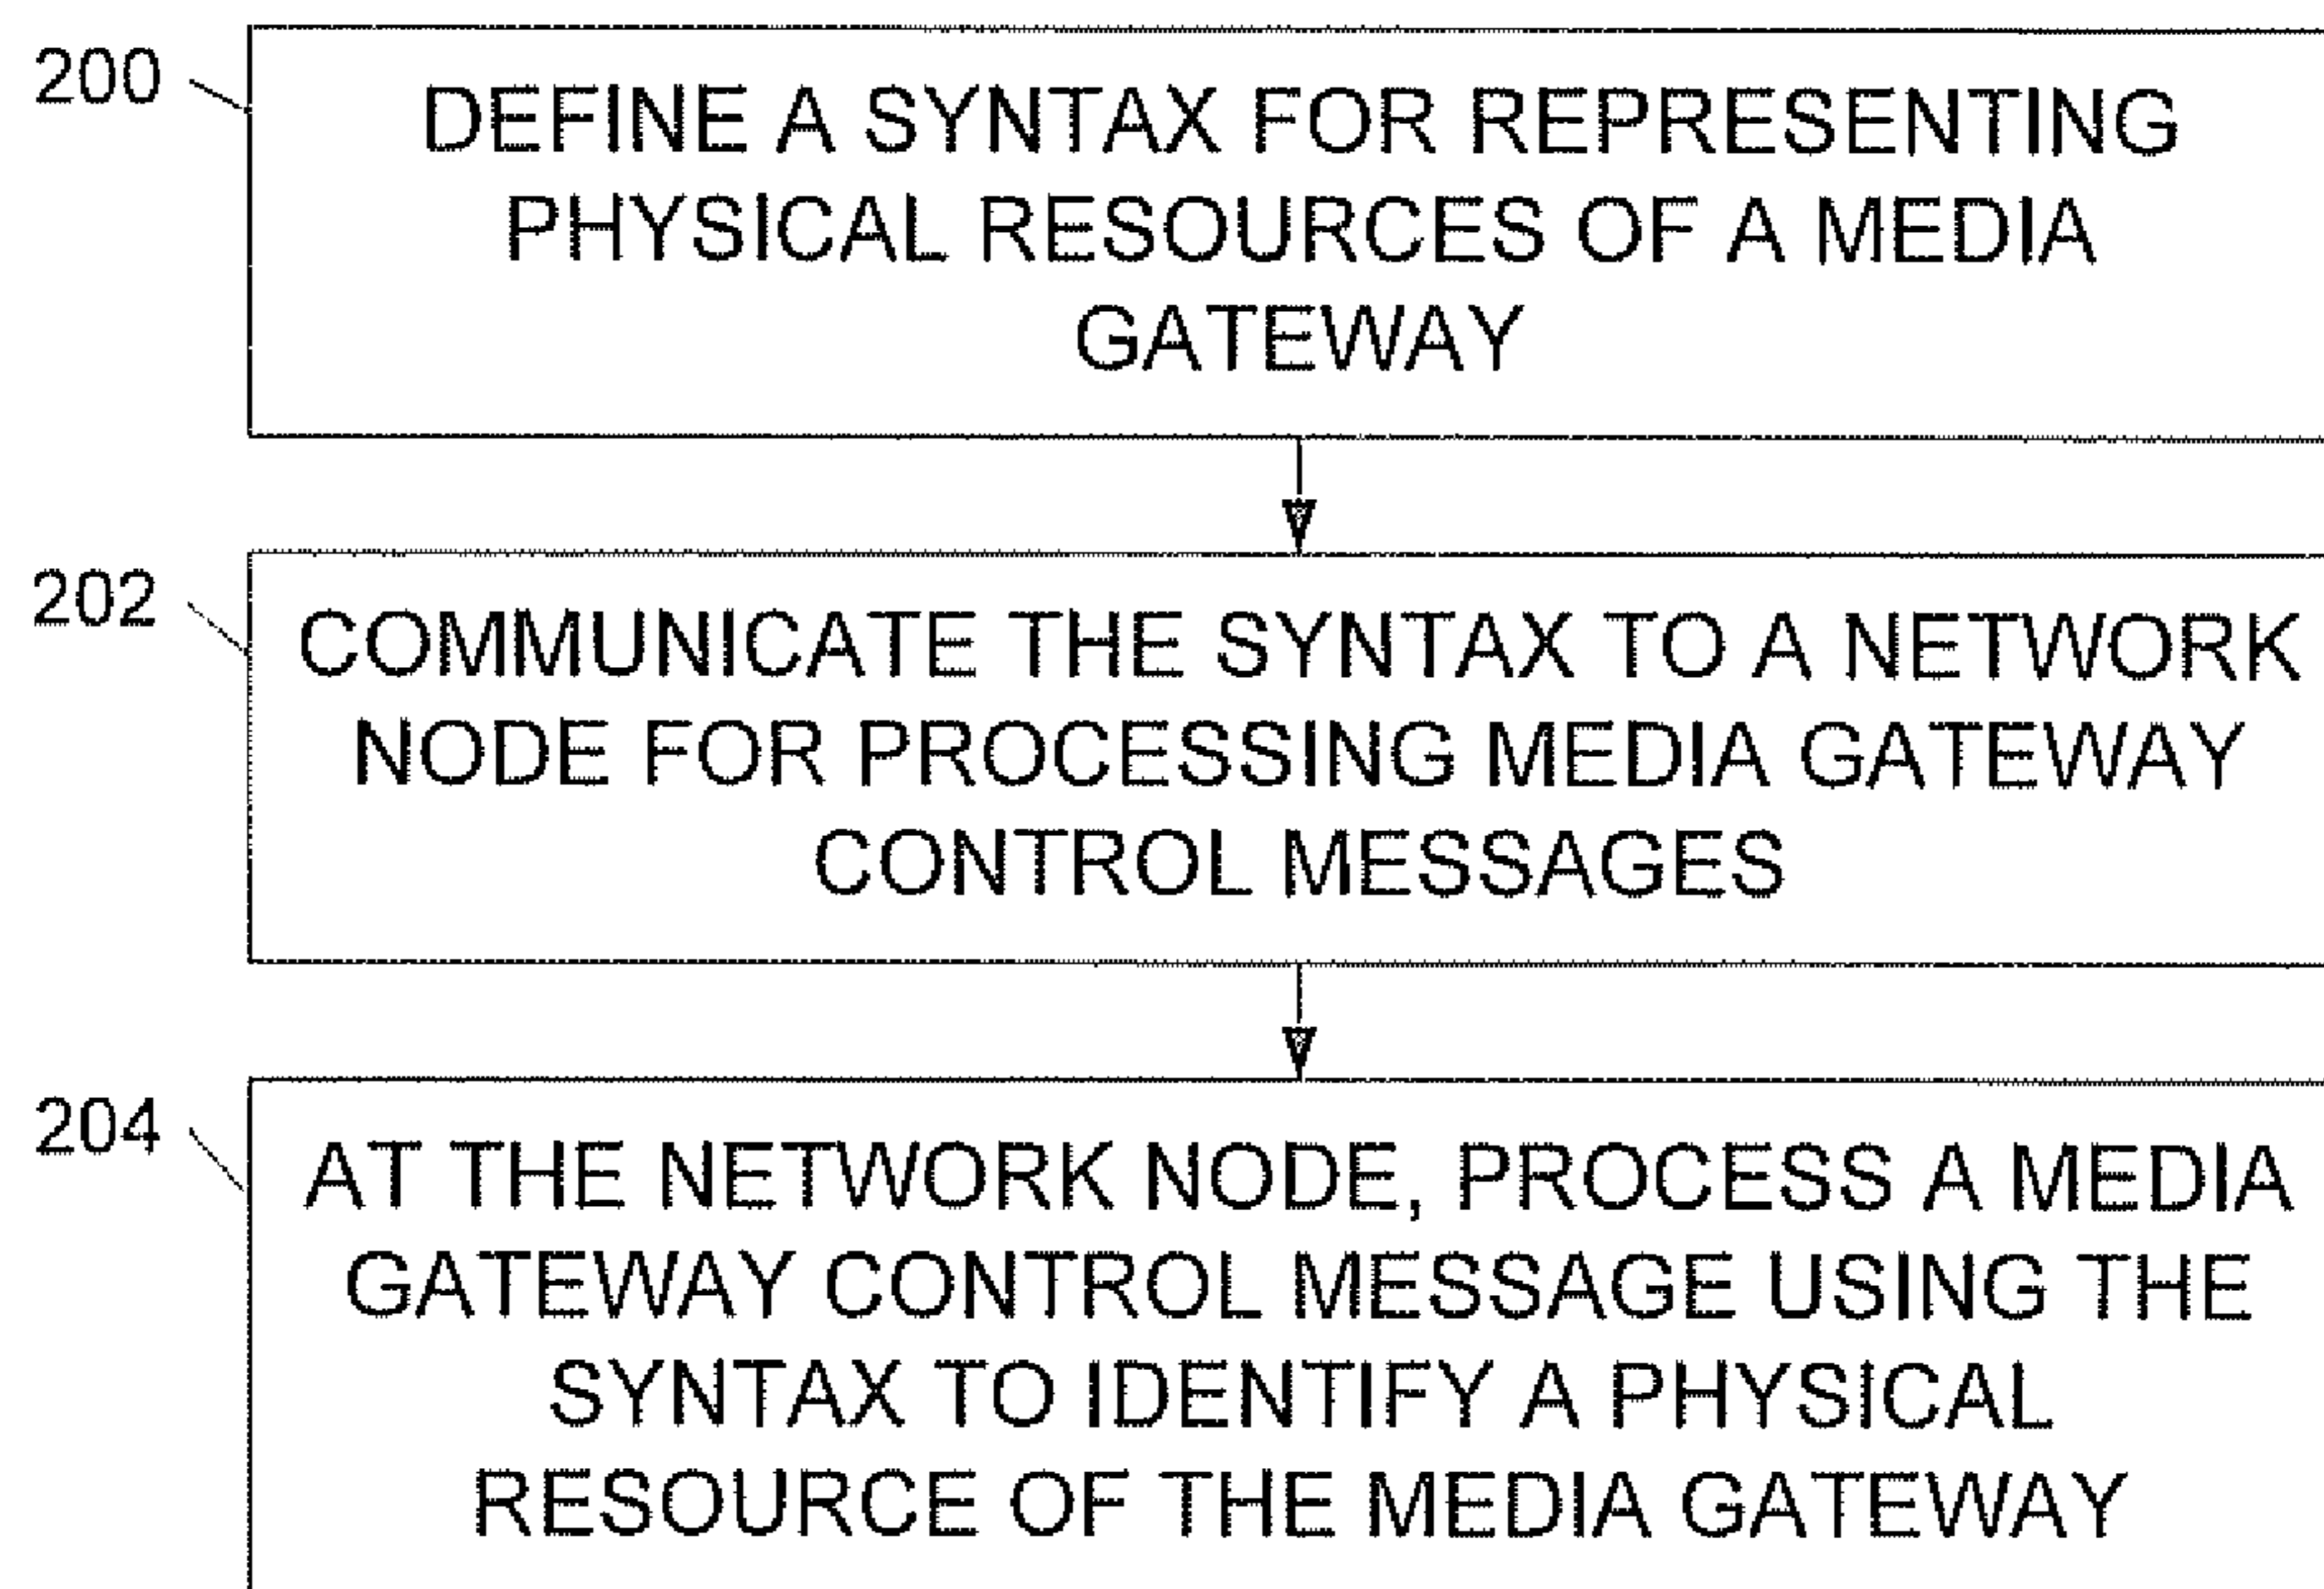 200
DEFINE A SYNTAX FOR REPRESENTING
PHYSICAL RESOURCES OF A MEDIA
GATEWAY
202
COMMUNICATE THE SYNTAX TO A NETWORK
NODE FOR PROCESSING MEDIA GATEWAY
CONTROL MESSAGES
204
AT THE NETWORK NODE, PROCESS A MEDIA
GATEWAY CONTROL MESSAGE USING THE
SYNTAX TO IDENTIFY A PHYSICAL
RESOURCE OF THE MEDIA GATEWAY